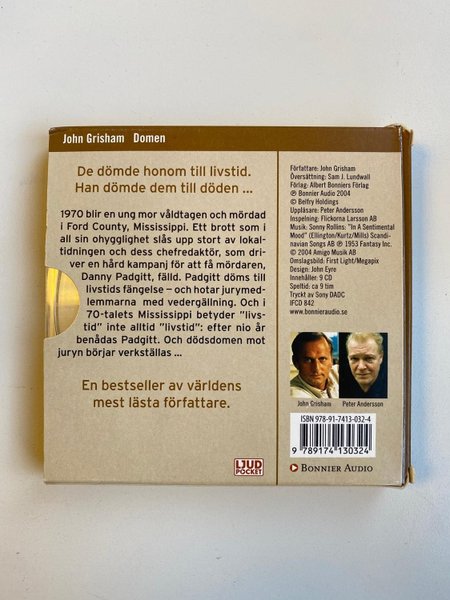 John Grisham Domen
De dömde honom till livstid.
Han dömde dem till döden ...
1970 blir en ung mor våldtagen och mördad
i Ford County, Mississippi. Ett brott som i
all sin ohygglighet slås upp stort av lokal-
tidningen och dess chefredaktör, som dri-
ver en hård kampanj för att få mördaren,
Danny Padgitt, fälld. Padgitt döms till
livstids fängelse – och hotar jurymed-
lemmarna med vedergällning. Och i
70-talets Mississippi betyder "livs-
tid" inte alltid "livstid": efter nio år
benådas Padgitt. Och dödsdomen mot
juryn börjar verkställas ...
En bestseller av världens
mest lästa författare.
LJUD
POCKET
Författare: John Grisham
Översättning: Sam J. Lundwall
Förlag: Albert Bonniers Förlag
℗ Bonnier Audio 2004
© Belfry Holdings
Uppläsare: Peter Andersson
Inspelning: Flickorna Larsson AB
Musik: Sonny Rollins: "In A Sentimental
Mood" (Ellington/Kurtz/Mills) Scandi-
navian Songs AB ℗ 1953 Fantasy Inc.
© 2004 Amigo Musik AB
Omslagsbild: First Light/Megapix
Design: John Eyre
Innehåller: 9 CD
Speltid: ca 9 tim
Tryckt av Sony DADC
IFCD 842
www.bonnieraudio.se
John Grisham
Peter Andersson
ISBN 978-91-7413-032-4
9 789174 130324
BONNIER AUDIO